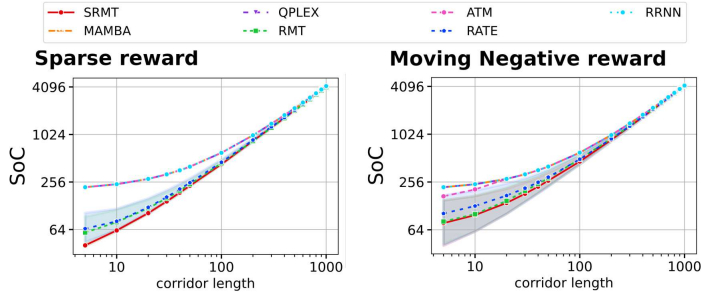 SRMT QPLEX ATM RRNN
MAMBA RMT RATE
Sparse reward Moving Negative reward
4096 4096
1024 1024
SoC SoC
256 256
64 64
10 100 1000 10 100 1000
corridor length corridor length